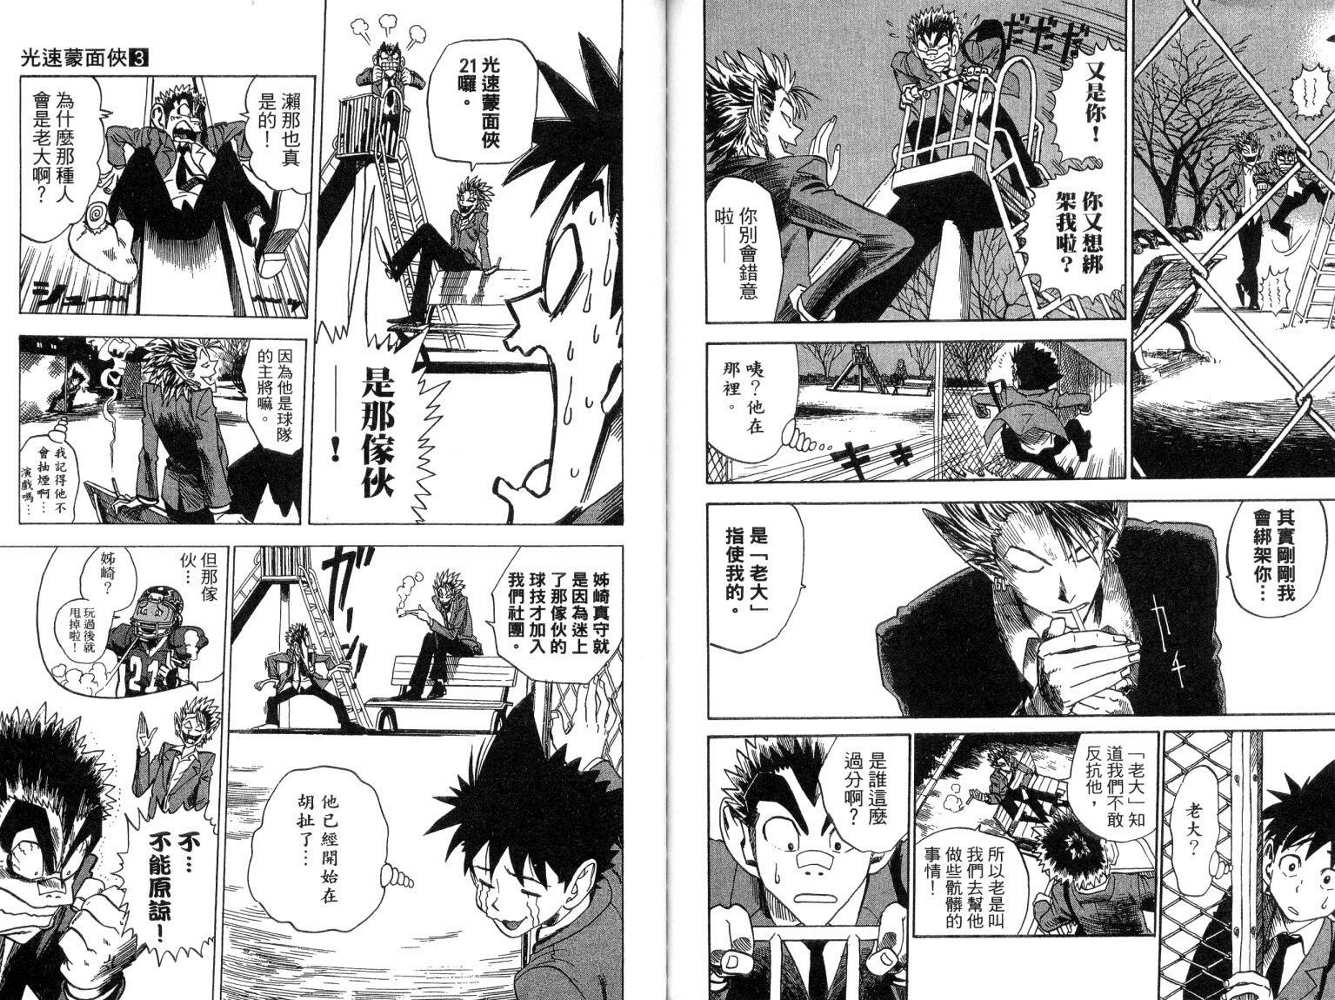 又是你！
你又想綁
架我啦？
你別會錯意
啦——
咦？他在
那裡。
其實剛剛我
會綁架你…
是「老大」
指使我的。
老大？
「老大」知
道我們不敢
反抗他，
所以老是叫
我們去幫他
做些骯髒的
事情！
是誰這麼
過分啊？
光速蒙面俠3
光速蒙面俠
21囉。
是那傢伙
——！
瀨那也真
是的！
為什麼那種人
會是老大啊？
因為他是球隊
的主將嘛。
我記得他不
會抽煙啊…
演戲嗎…
姊崎真守就
是因為迷上
了那傢伙的
球技才加入
我們社團。
他已經開始在
胡扯了…
但那傢
伙…
姊崎？
玩過後就
甩掉啦！
21
不…
不能原諒！